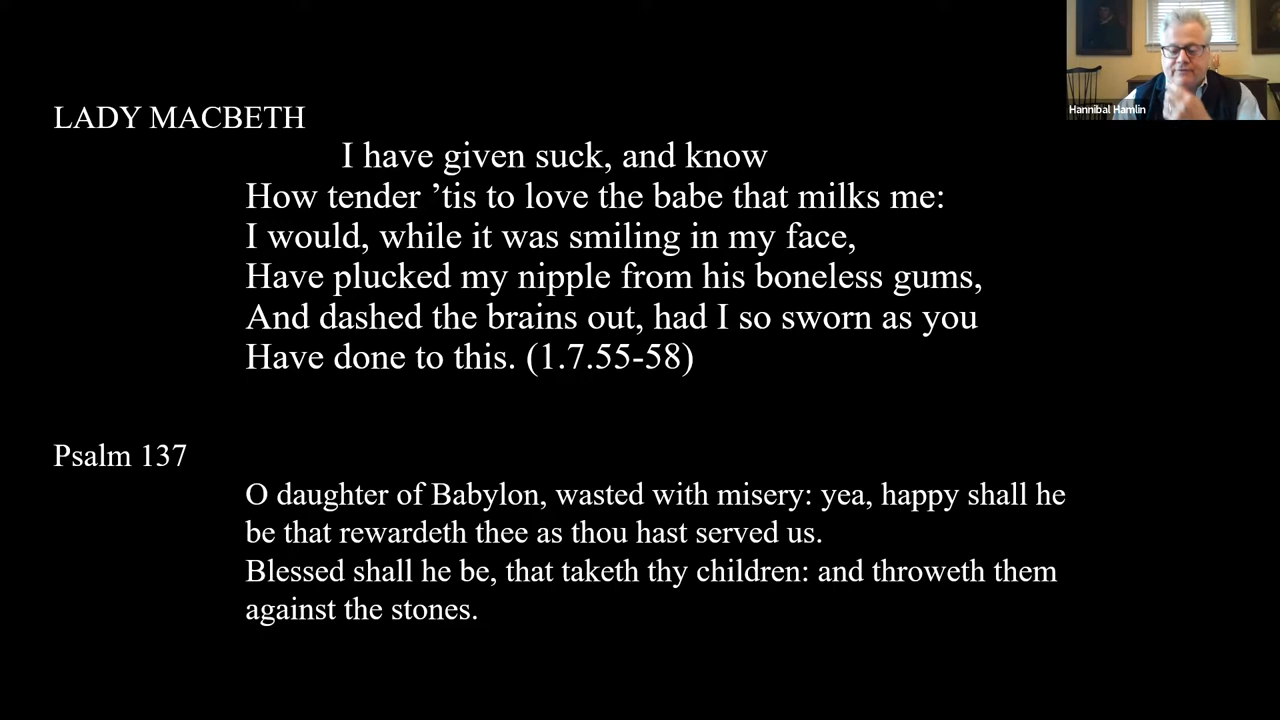 Hannibal Hamlin
LADY MACBETH
I have given suck, and know
How tender ’tis to love the babe that milks me:
I would, while it was smiling in my face,
Have plucked my nipple from his boneless gums,
And dashed the brains out, had I so sworn as you
Have done to this. (1.7.55-58)
Psalm 137
O daughter of Babylon, wasted with misery: yea, happy shall he
be that rewardeth thee as thou hast served us.
Blessed shall he be, that taketh thy children: and throweth them
against the stones.